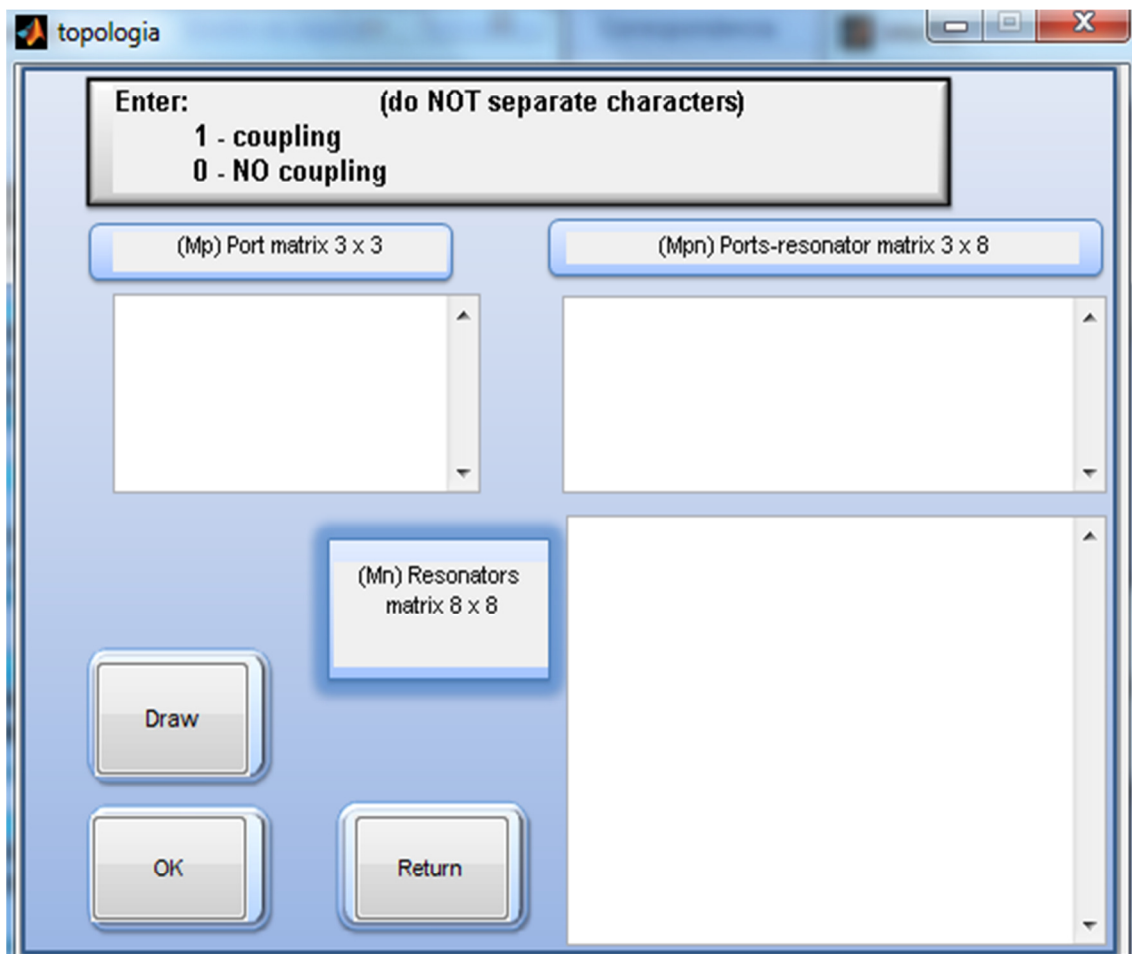 topologia
Enter: (do NOT separate characters)
1 - coupling
0 - NO coupling
(Mp) Port matrix 3 x 3
(Mpn) Ports-resonator matrix 3 x 8
(Mn) Resonators
matrix 8 x 8
Draw
OK
Return